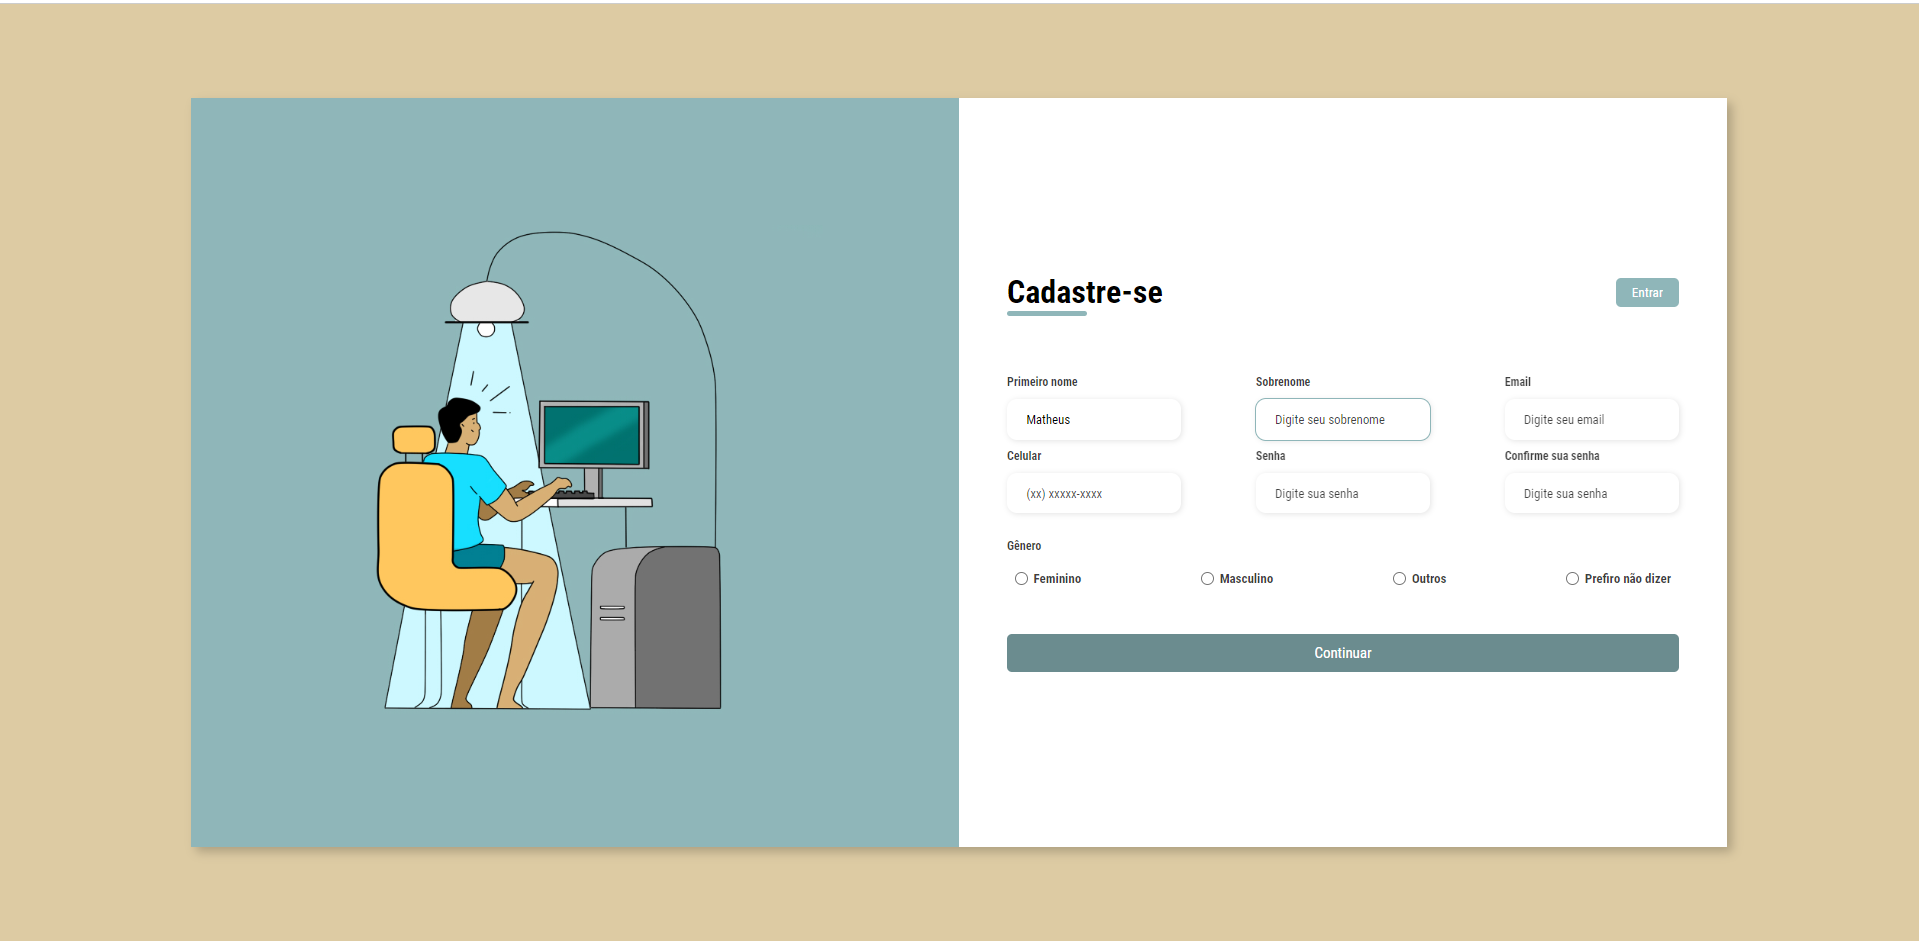 Cadastre-se
Entrar
Primeiro nome
Sobrenome
Email
Matheus
Digite seu sobrenome
Digite seu email
Celular
Senha
Confirme sua senha
(xx) xxxxx-xxxx
Digite sua senha
Digite sua senha
Gênero
Feminino
Masculino
Outros
Prefiro não dizer
Continuar